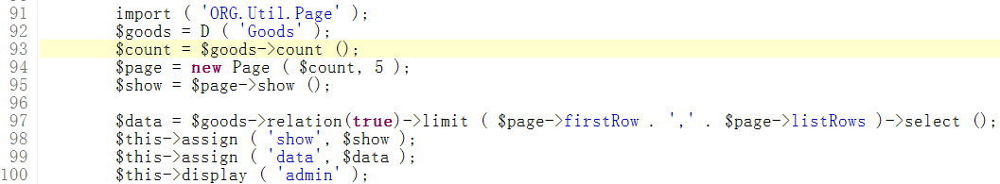 91 import ( 'ORG.Util.Page' );
92 $goods = D ( 'Goods' );
93 $count = $goods->count ();
94 $page = new Page ( $count, 5 );
95 $show = $page->show ();
96
97 $data = $goods->relation(true)->limit ( $page->firstRow . ',' . $page->listRows )->select ();
98 $this->assign ( 'show', $show );
99 $this->assign ( 'data', $data );
100 $this->display ( 'admin' );